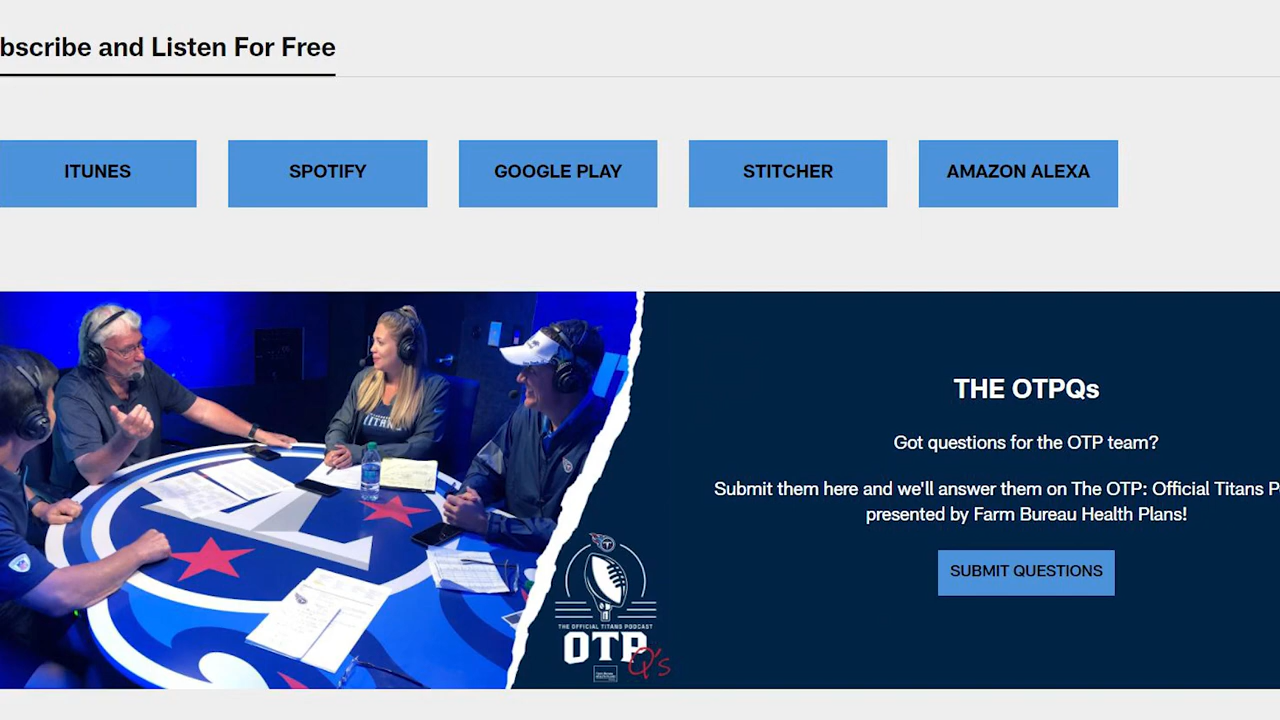 bscribe and Listen For Free
ITUNES
SPOTIFY
GOOGLE PLAY
STITCHER
AMAZON ALEXA
THE OTPQs
Got questions for the OTP team?
Submit them here and we'll answer them on The OTP: Official Titans P
presented by Farm Bureau Health Plans!
SUBMIT QUESTIONS
TITANS
THE OFFICIAL TITANS PODCAST
OTP
Q's